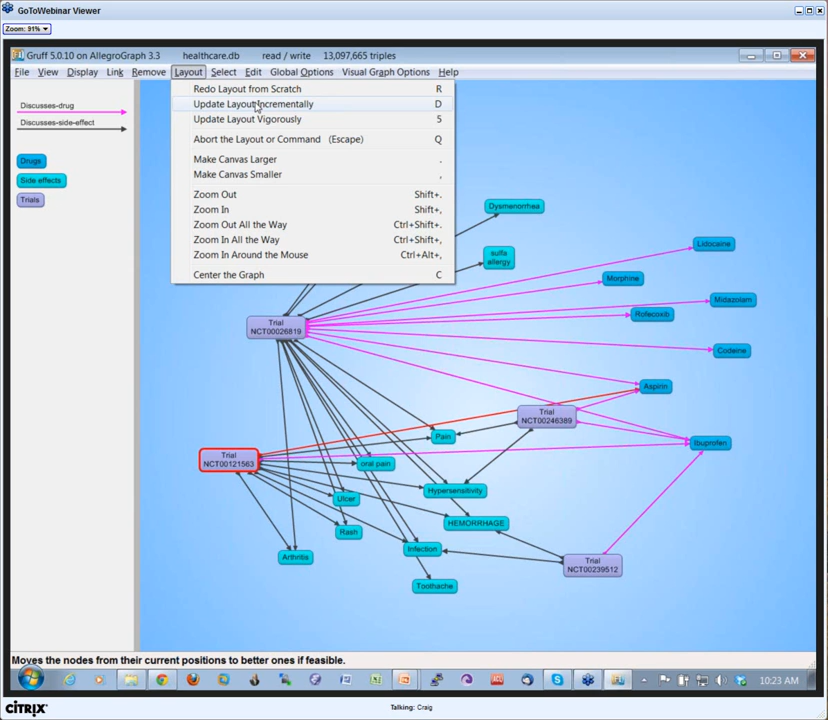 GoToWebinar Viewer
Zoom: 91%
Gruff 5.0.10 on AllegroGraph 3.3 healthcare.db read / write 13,097,665 triples
File View Display Link Remove Layout Select Edit Global Options Visual Graph Options Help
Redo Layout from Scratch R
Update Layout Incrementally D
Update Layout Vigorously 5
Abort the Layout or Command (Escape) Q
Make Canvas Larger .
Make Canvas Smaller ,
Zoom Out Shift+.
Zoom In Shift+,
Zoom Out All the Way Ctrl+Shift+.
Zoom In All the Way Ctrl+Shift+,
Zoom In Around the Mouse Ctrl+Alt+,
Center the Graph C
Discusses-drug
Discusses-side-effect
Drugs
Side effects
Trials
Dysmenorrhea
Lidocaine
sulfa
allergy
Morphine
Midazolam
Rofecoxib
Trial
NCT00026819
Codeine
Aspirin
Trial
NCT00246389
Pain
Ibuprofen
Trial
NCT00121563
oral pain
Hypersensitivity
Ulcer
HEMORRHAGE
Rash
Infection
Arthritis
Trial
NCT00239512
Toothache
Moves the nodes from their current positions to better ones if feasible.
10:23 AM
CITRIX
Talking: Craig